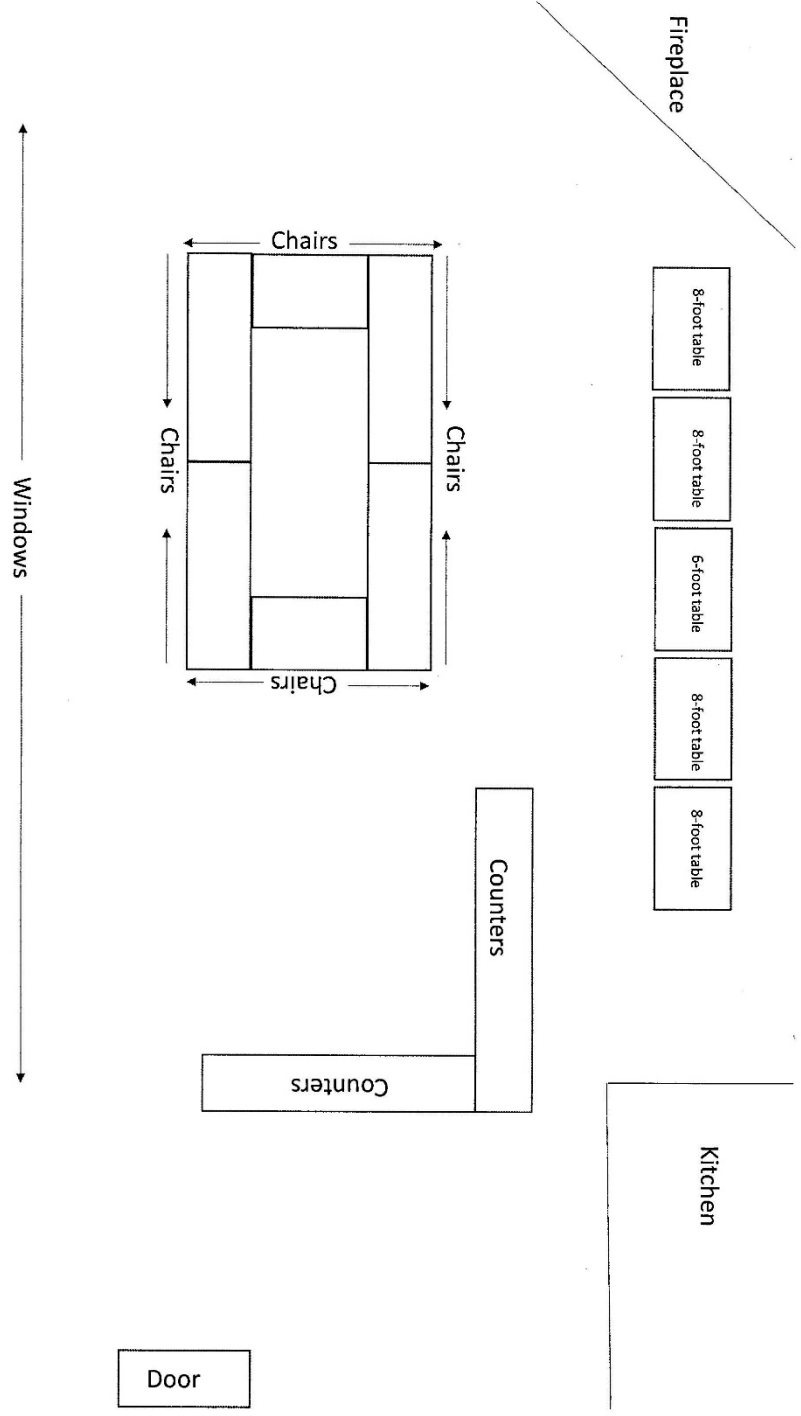 Fireplace
Chairs
8-foot table
8-foot table
6-foot table
8-foot table
8-foot table
Chairs
Chairs
Windows
Chairs
Counters
Counters
Kitchen
Door